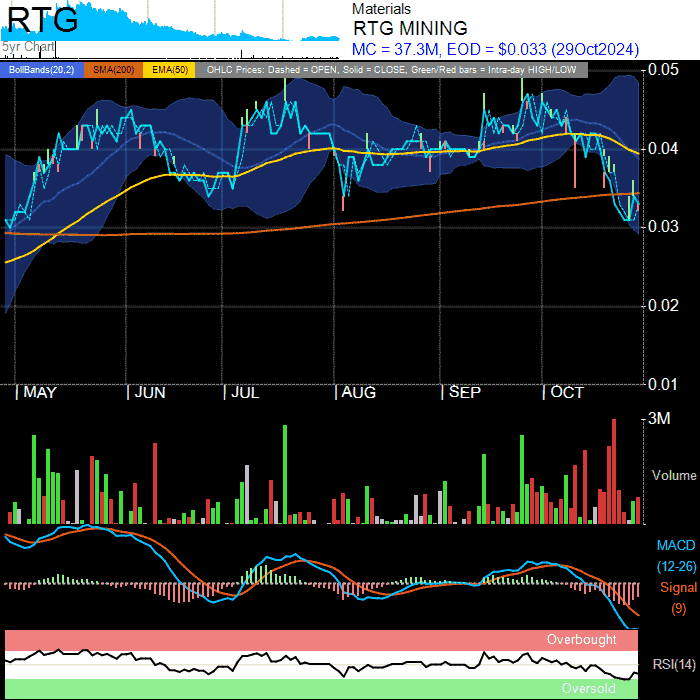 RTG
5yr Chart
Materials
RTG MINING
MC = 37.3M, EOD = $0.033 (29Oct2024)
BollBands(20,2) SMA(200) EMA(50) OHLC Prices: Dashed = OPEN, Solid = CLOSE, Green/Red bars = Intra-day HIGH/LOW
0.05
0.04
0.03
0.02
0.01
MAY JUN JUL AUG SEP OCT
3M
Volume
MACD
(12-26)
Signal
(9)
Overbought
RSI(14)
Oversold